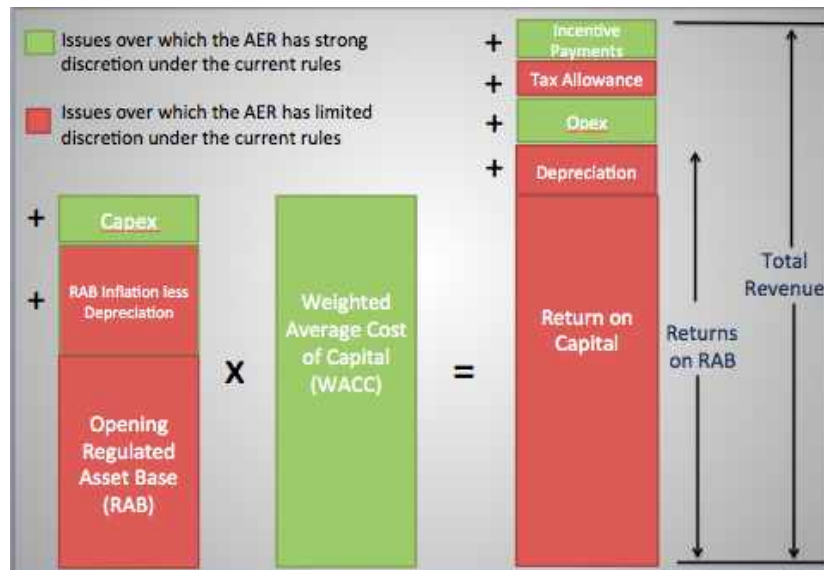 Issues over which the AER has strong
discretion under the current rules
Issues over which the AER has limited
discretion under the current rules
+
Capex
+
RAB Inflation less
Depreciation
Opening
Regulated
Asset Base
(RAB)
X
Weighted
Average Cost
of Capital
(WACC)
=
+
Incentive
Payments
+
Tax Allowance
+
Opex
+
Depreciation
Return on
Capital
Returns
on RAB
Total
Revenue